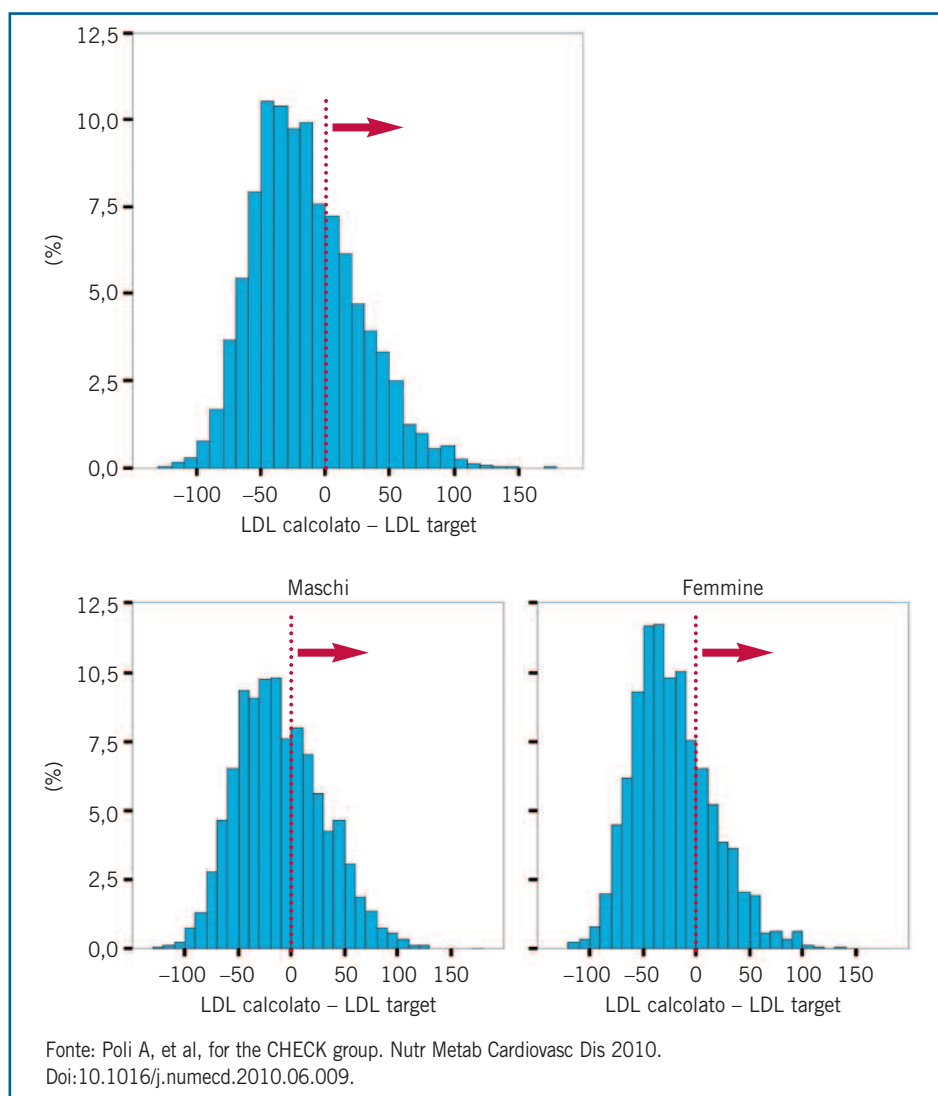 12,5
10,0
7,5
5,0
2,5
0,0
(%)
–100 –50 0 50 100 150
LDL calcolato – LDL target
Maschi
12,5
10,5
7,5
5,0
2,5
0,0
(%)
–100 –50 0 50 100 150
LDL calcolato – LDL target
Femmine
–100 –50 0 50 100 150
LDL calcolato – LDL target
Fonte: Poli A, et al, for the CHECK group. Nutr Metab Cardiovasc Dis 2010.
Doi:10.1016/j.numecd.2010.06.009.